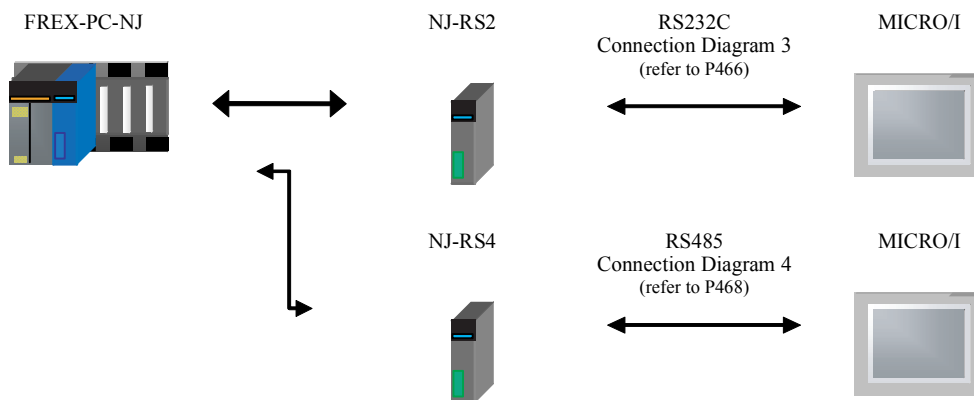 FREX-PC-NJ
NJ-RS2
RS232C
Connection Diagram 3
(refer to P466)
MICRO/I
NJ-RS4
RS485
Connection Diagram 4
(refer to P468)
MICRO/I